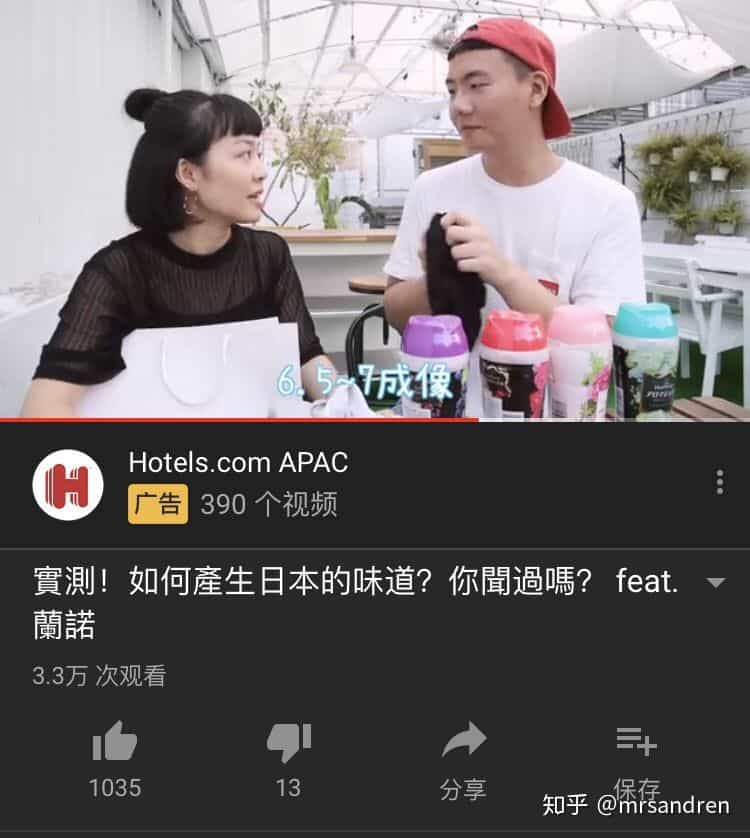 6.5~7成像
Hotels.com APAC
广告 390 个视频
實測！如何產生日本的味道？你聞過嗎？ feat.
蘭諾
3.3万 次观看
1035
13
分享
保存
知乎 @mrsandren